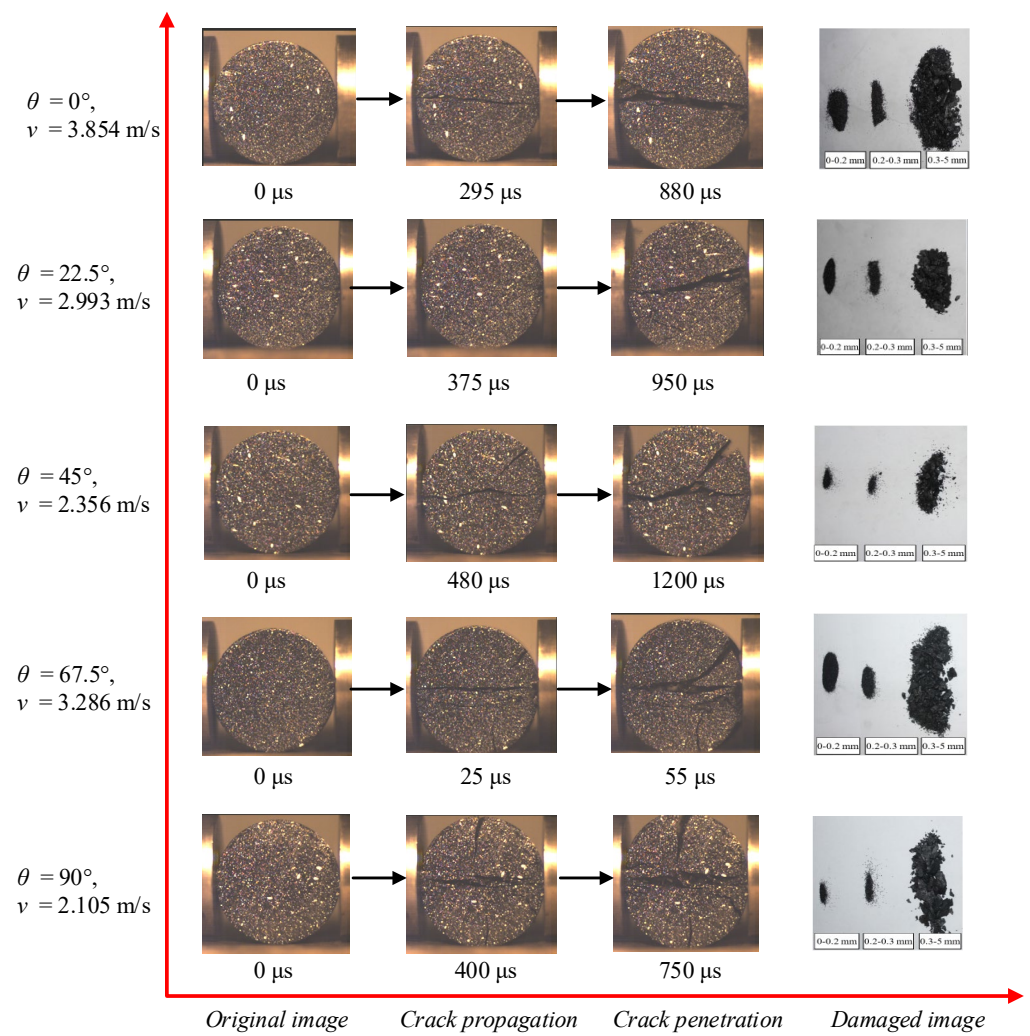 θ = 0°,
v = 3.854 m/s
0 μs
295 μs
880 μs
0-0.2 mm
0.2-0.3 mm
0.3-5 mm
θ = 22.5°,
v = 2.993 m/s
0 μs
375 μs
950 μs
0-0.2 mm
0.2-0.3 mm
0.3-5 mm
θ = 45°,
v = 2.356 m/s
0 μs
480 μs
1200 μs
0-0.2 mm
0.2-0.3 mm
0.3-5 mm
θ = 67.5°,
v = 3.286 m/s
0 μs
25 μs
55 μs
0-0.2 mm
0.2-0.3 mm
0.3-5 mm
θ = 90°,
v = 2.105 m/s
0 μs
400 μs
750 μs
0-0.2 mm
0.2-0.3 mm
0.3-5 mm
Original image
Crack propagation
Crack penetration
Damaged image